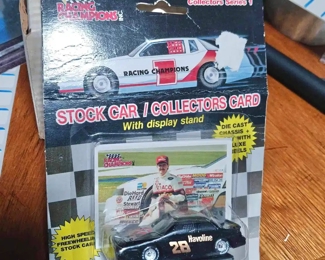 Collectors Series 1
RACING
CHAMPIONS
RACING CHAMPIONS
1
STOCK CAR / COLLECTORS CARD
With display stand
DIE CAST
CHASSIS +
WITH
HIGH SPEED
FREEWHEELING
STOCK CAR
28
Havoline